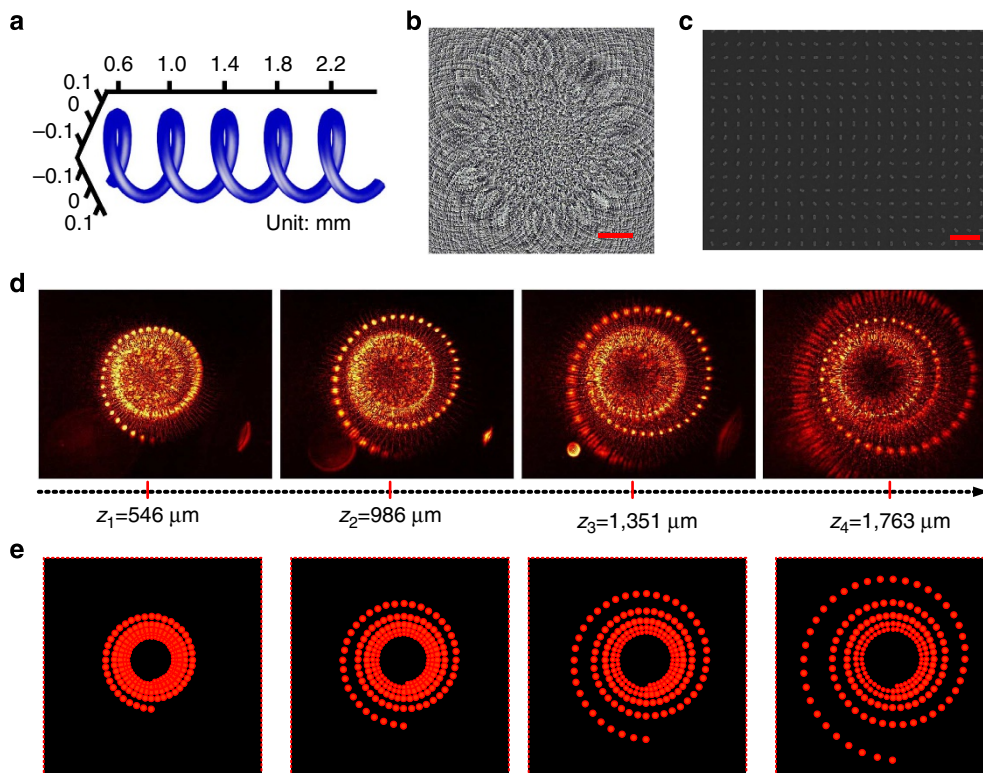 a
0.6 1.0 1.4 1.8 2.2
0.1
0
–0.1
–0.1
0
0.1
Unit: mm
b
c
d
z1=546 µm
z2=986 µm
z3=1,351 µm
z4=1,763 µm
e